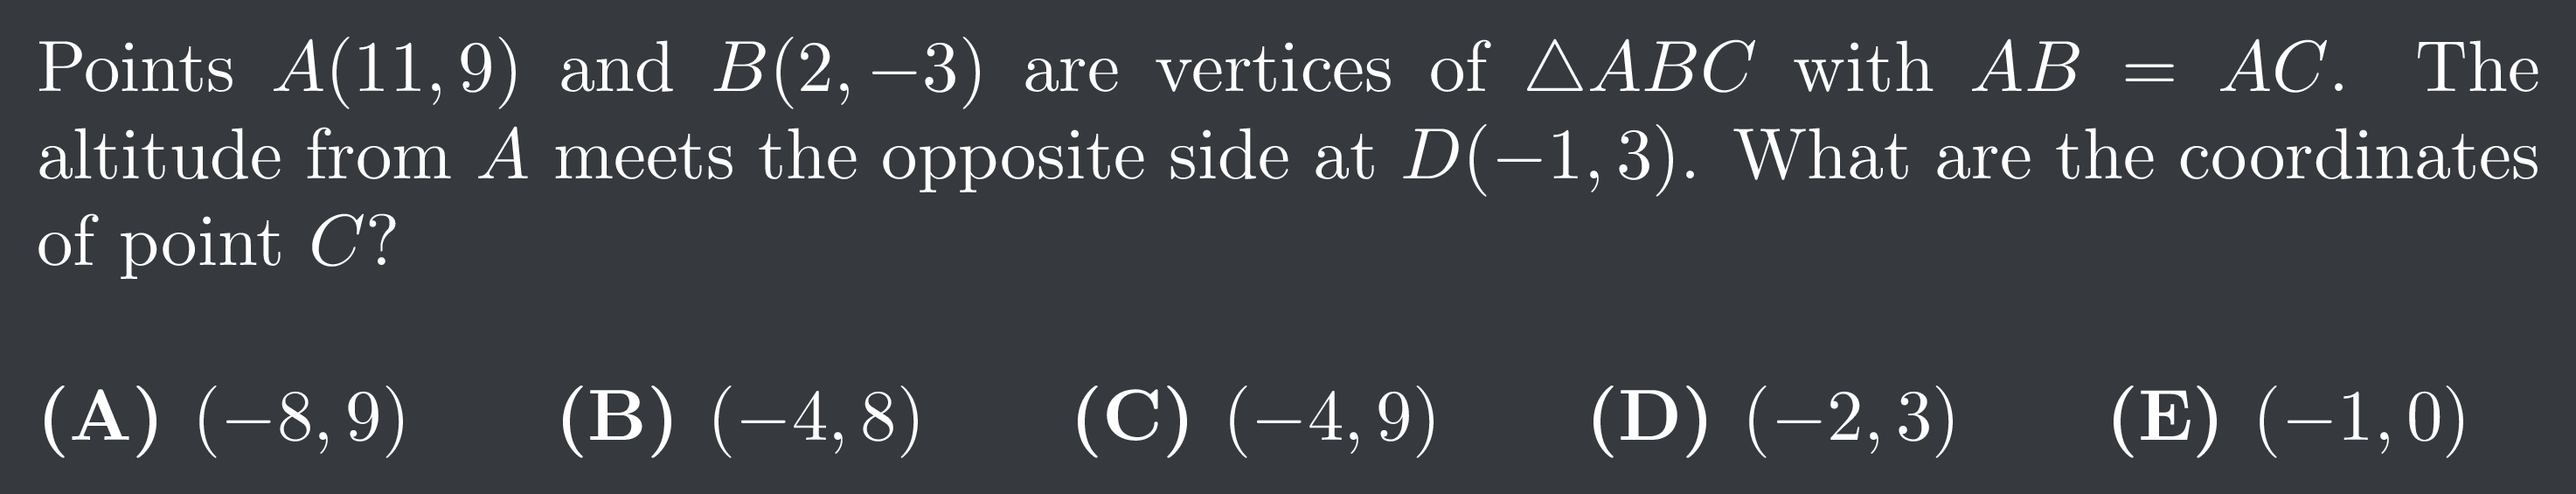 Points A(11, 9) and B(2, −3) are vertices of △ABC with AB = AC. The
altitude from A meets the opposite side at D(−1, 3). What are the coordinates
of point C?
(A) (−8, 9) (B) (−4, 8) (C) (−4, 9) (D) (−2, 3) (E) (−1, 0)